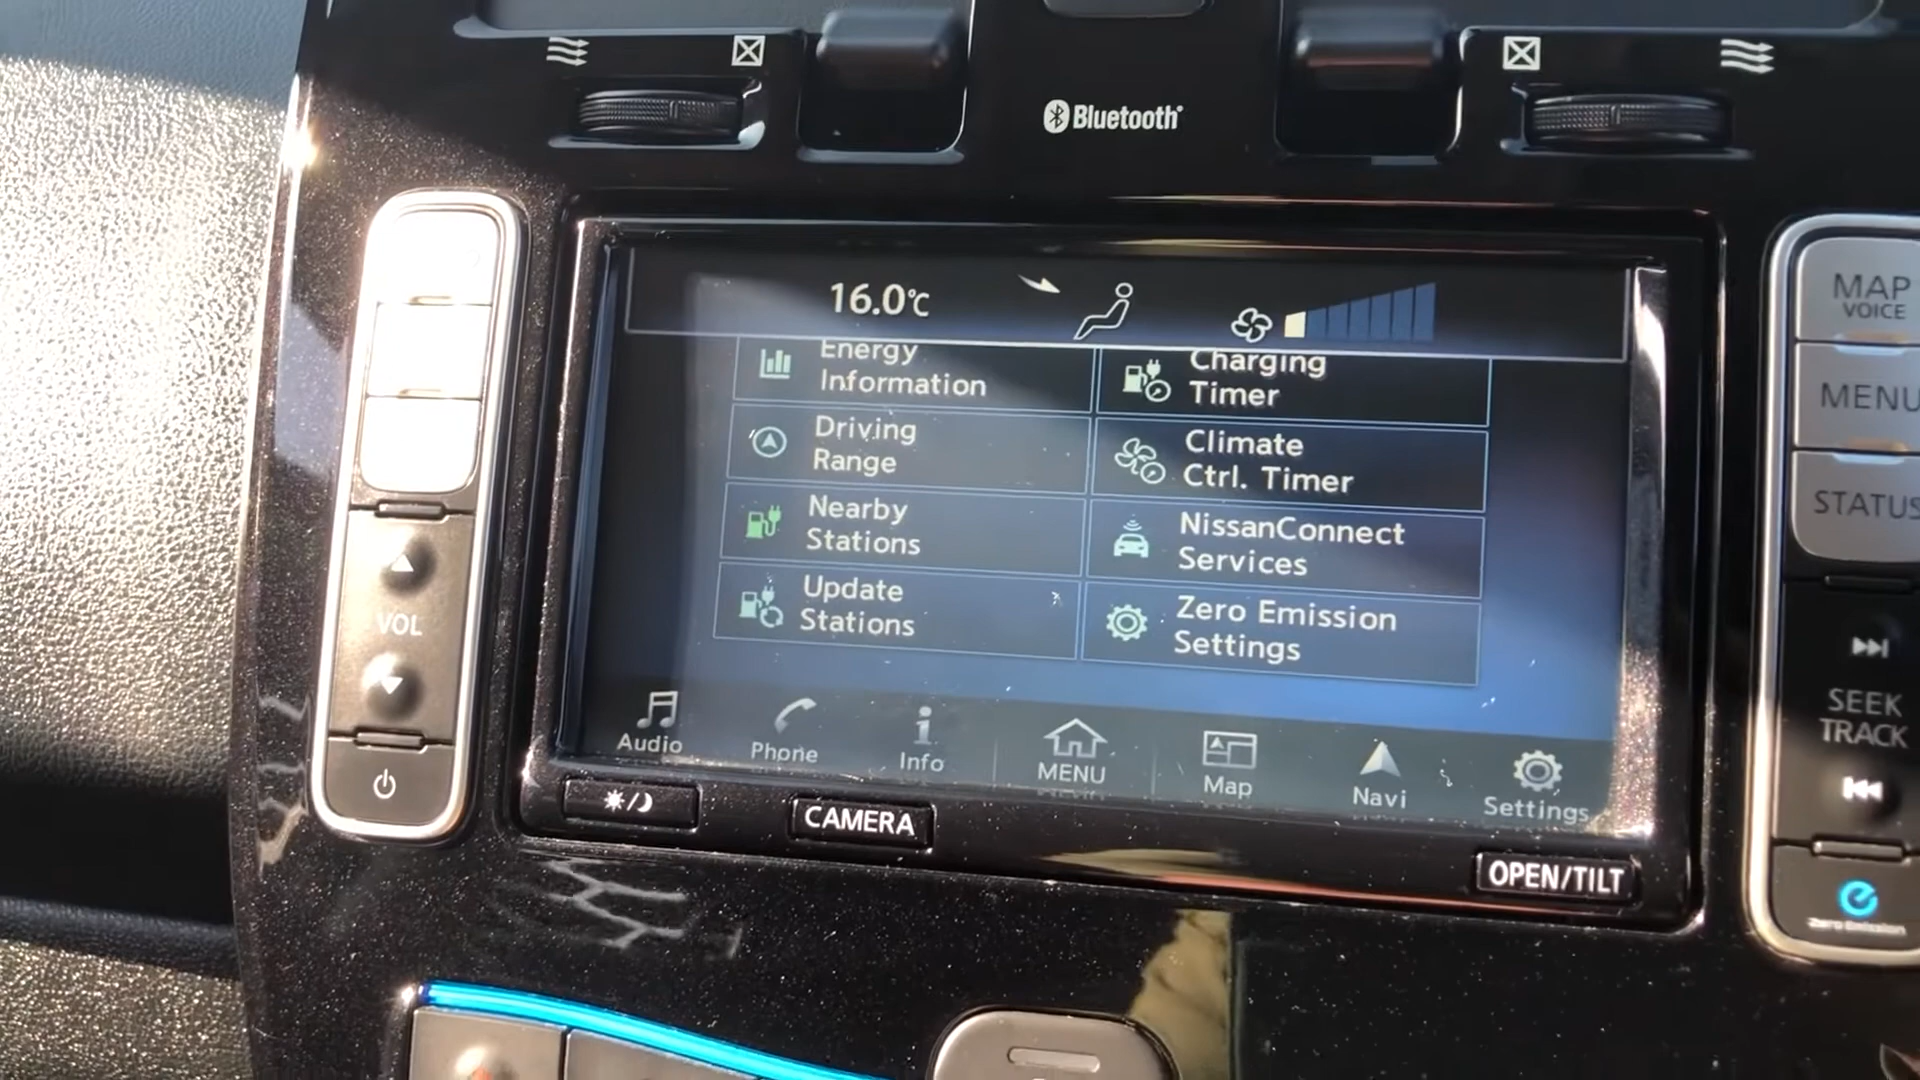 Bluetooth
16.0°C
Energy
Information
Charging
Timer
Driving
Range
Climate
Ctrl. Timer
Nearby
Stations
NissanConnect
Services
Update
Stations
Zero Emission
Settings
Audio
Phone
Info
MENU
Map
Navi
Settings
VOL
CAMERA
OPEN/TILT
MAP
VOICE
MENU
STATUS
SEEK
TRACK
Zero Emission